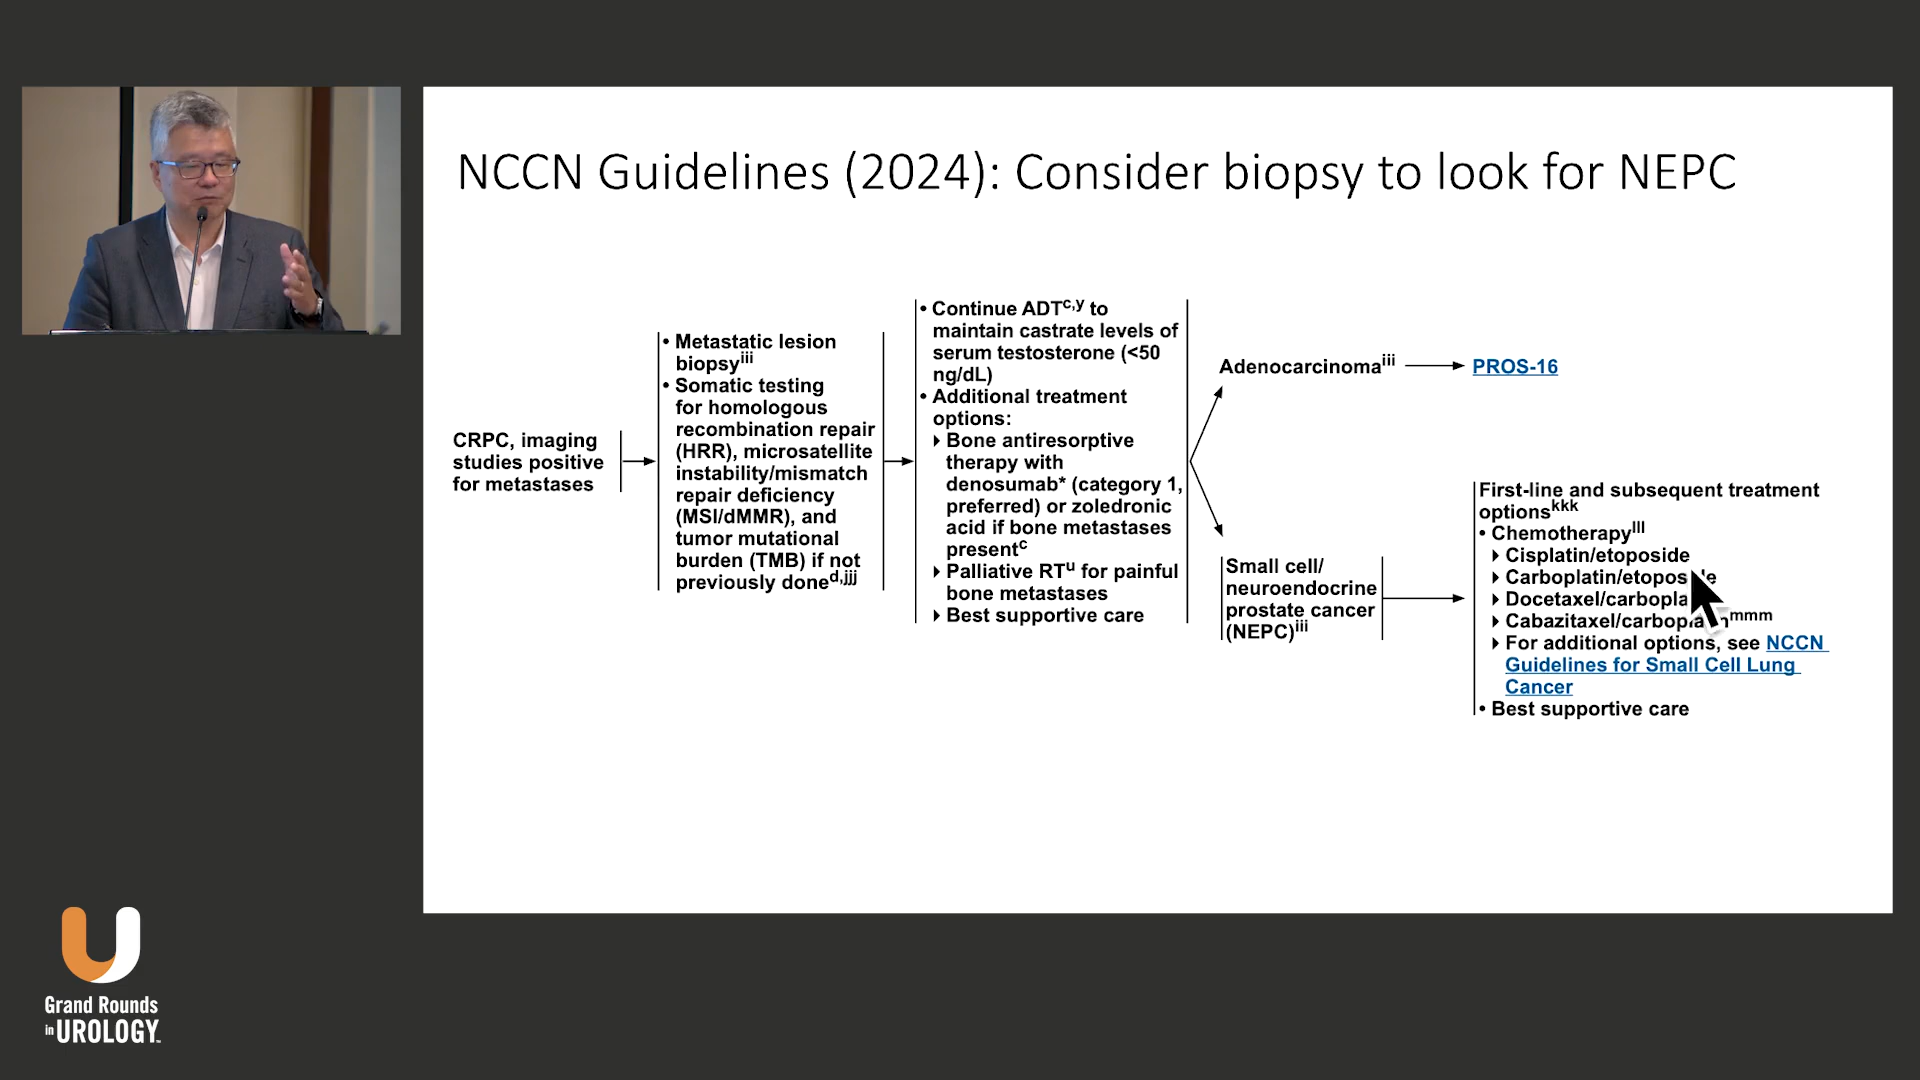 NCCN Guidelines (2024): Consider biopsy to look for NEPC
CRPC, imaging
studies positive
for metastases
• Metastatic lesion
biopsyiii
• Somatic testing
for homologous
recombination repair
(HRR), microsatellite
instability/mismatch
repair deficiency
(MSI/dMMR), and
tumor mutational
burden (TMB) if not
previously doned,jjj
• Continue ADTc,y to
maintain castrate levels of
serum testosterone (<50
ng/dL)
• Additional treatment
options:
Bone antiresorptive
therapy with
denosumab* (category 1,
preferred) or zoledronic
acid if bone metastases
presentc
Palliative RTu for painful
bone metastases
Best supportive care
Adenocarcinomaiii
PROS-16
Small cell/
neuroendocrine
prostate cancer
(NEPC)iii
First-line and subsequent treatment
optionskkk
• Chemotherapylll
Cisplatin/etoposide
Carboplatin/etoposide
Docetaxel/carbopla
Cabazitaxel/carboplatinmmm
For additional options, see NCCN
Guidelines for Small Cell Lung
Cancer
• Best supportive care
Grand Rounds
in UROLOGY